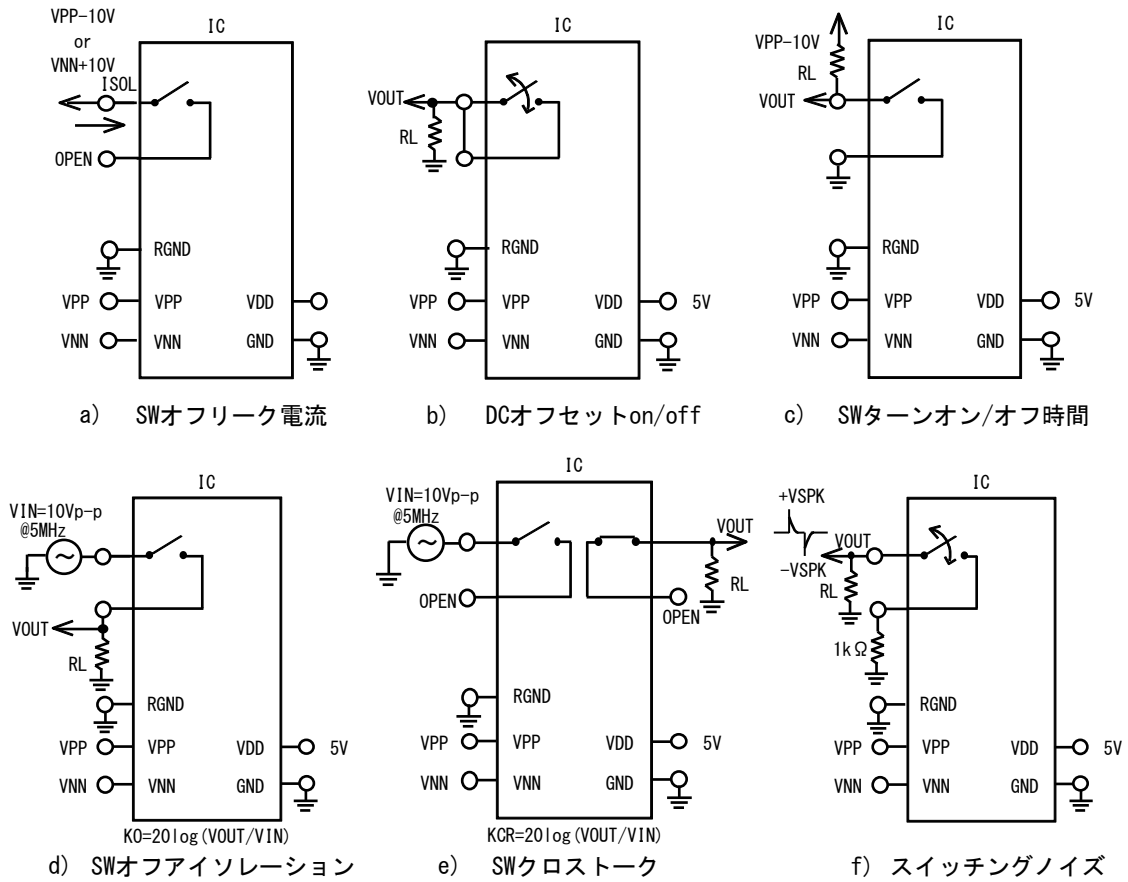 VPP-10V
or
VNN+10V
ISOL
IC
OPEN
RGND
VPP
VPP
VDD
VNN
VNN
GND
a) SWオフリーク電流
IC
VOUT
RL
RGND
VPP
VPP
VDD
5V
VNN
VNN
GND
b) DCオフセットon/off
IC
VPP-10V
RL
VOUT
RGND
VPP
VPP
VDD
5V
VNN
VNN
GND
c) SWターンオン/オフ時間
IC
VIN=10Vp-p
@5MHz
VOUT
RL
RGND
VPP
VPP
VDD
5V
VNN
VNN
GND
KO=20log(VOUT/VIN)
d) SWオフアイソレーション
IC
VIN=10Vp-p
@5MHz
OPEN
VOUT
RL
OPEN
RGND
VPP
VPP
VDD
5V
VNN
VNN
GND
KCR=20log(VOUT/VIN)
e) SWクロストーク
IC
+VSPK
VOUT
-VSPK
RL
1kΩ
RGND
VPP
VPP
VDD
5V
VNN
VNN
GND
f) スイッチングノイズ